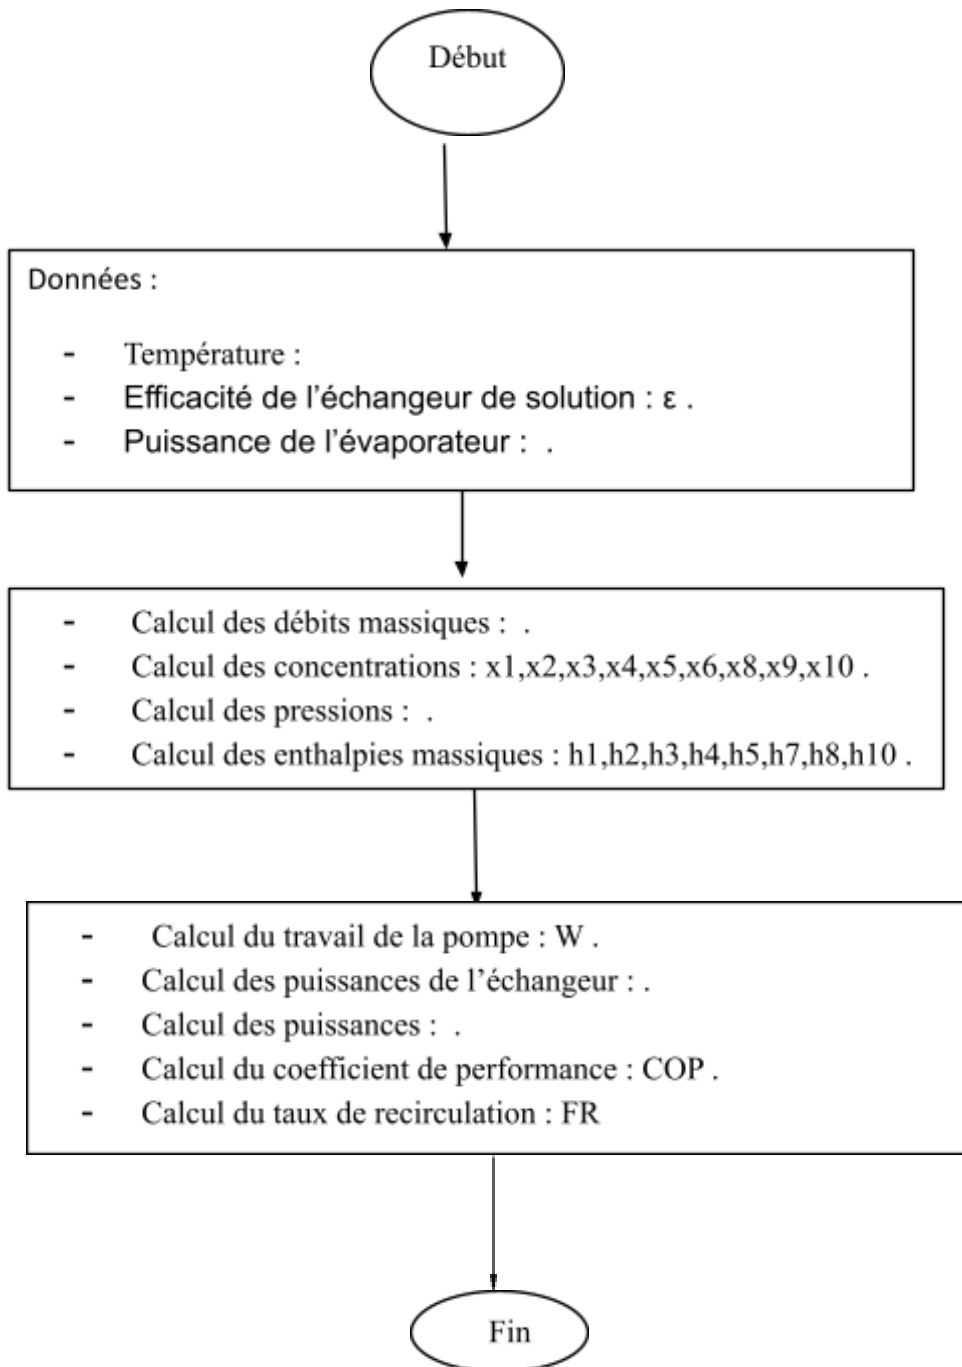 Début
Données :
- Température :
- Efficacité de l’échangeur de solution : ε .
- Puissance de l’évaporateur : .
- Calcul des débits massiques : .
- Calcul des concentrations : x1,x2,x3,x4,x5,x6,x8,x9,x10 .
- Calcul des pressions : .
- Calcul des enthalpies massiques : h1,h2,h3,h4,h5,h7,h8,h10 .
- Calcul du travail de la pompe : W .
- Calcul des puissances de l’échangeur : .
- Calcul des puissances : .
- Calcul du coefficient de performance : COP .
- Calcul du taux de recirculation : FR
Fin